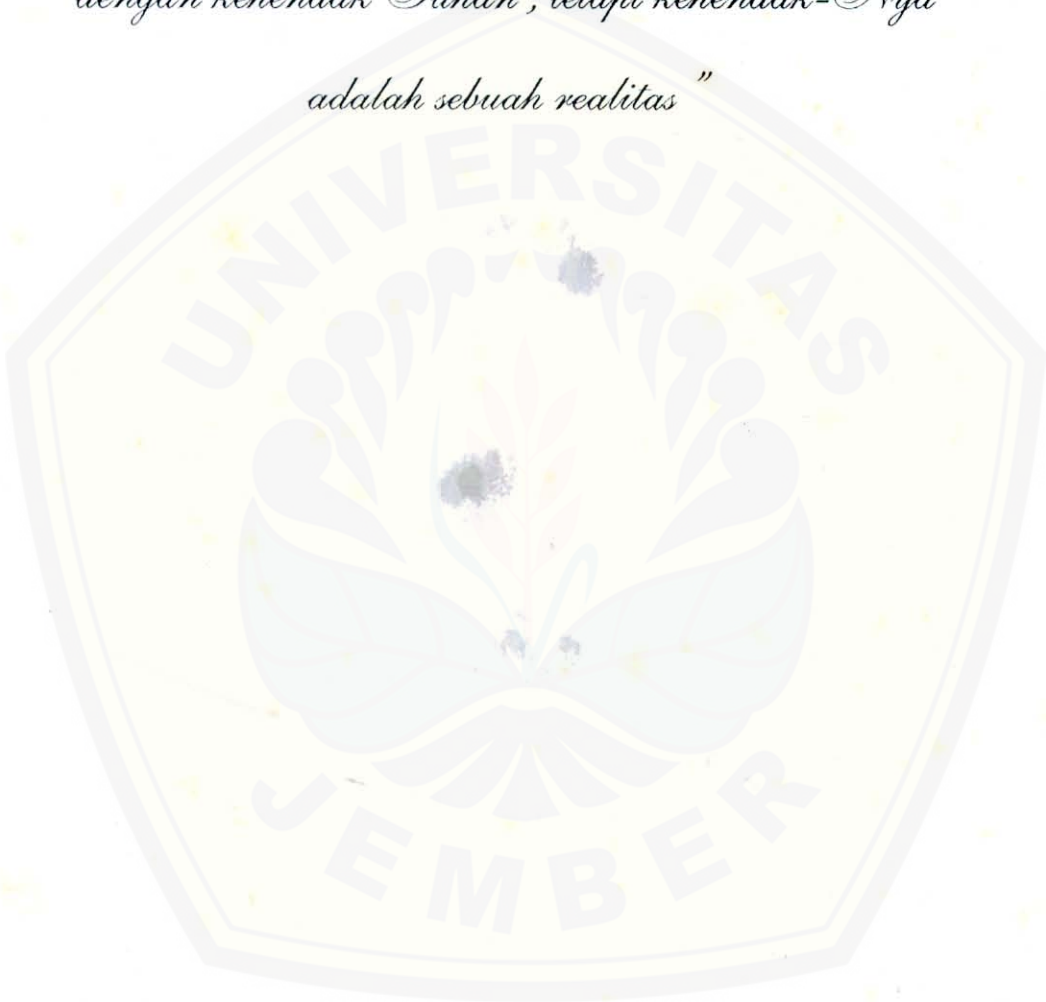 dengan kehendak Tuhan, tetapi kehendak-Nya
adalah sebuah realitas”
UNIVERSITAS
JEMBER